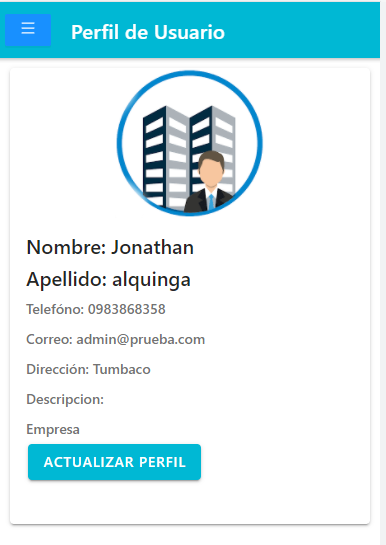 Perfil de Usuario
Nombre: Jonathan
Apellido: alquinga
Telefóno: 0983868358
Correo: admin@prueba.com
Dirección: Tumbaco
Descripcion:
Empresa
ACTUALIZAR PERFIL